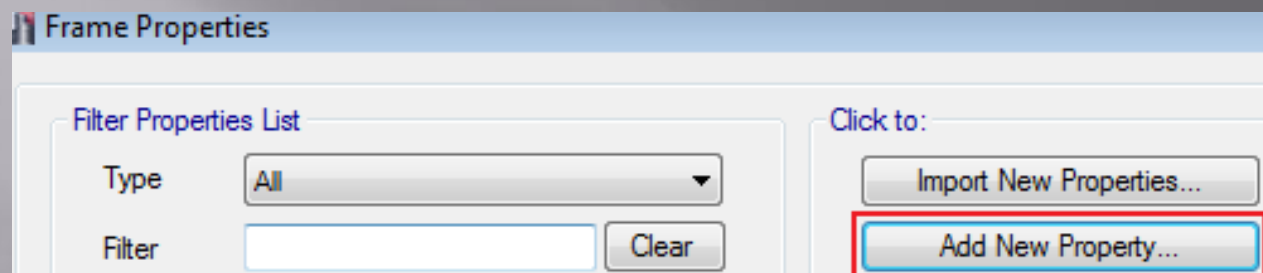 Frame Properties
Filter Properties List
Type All
Filter Clear
Click to:
Import New Properties...
Add New Property...